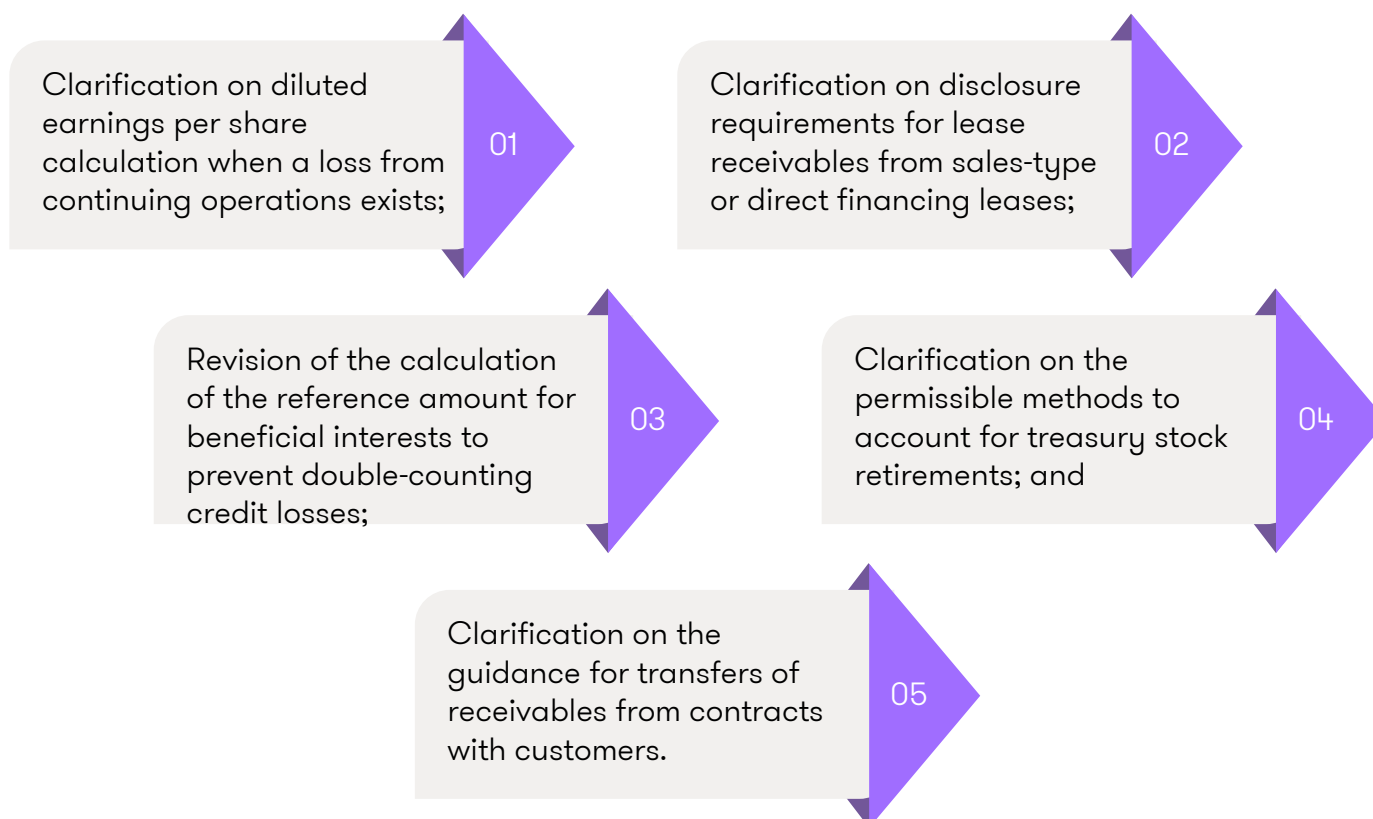 Clarification on diluted
earnings per share
calculation when a loss from
continuing operations exists;
01
Clarification on disclosure
requirements for lease
receivables from sales-type
or direct financing leases;
02
Revision of the calculation
of the reference amount for
beneficial interests to
prevent double-counting
credit losses;
03
Clarification on the
permissible methods to
account for treasury stock
retirements; and
04
Clarification on the
guidance for transfers of
receivables from contracts
with customers.
05